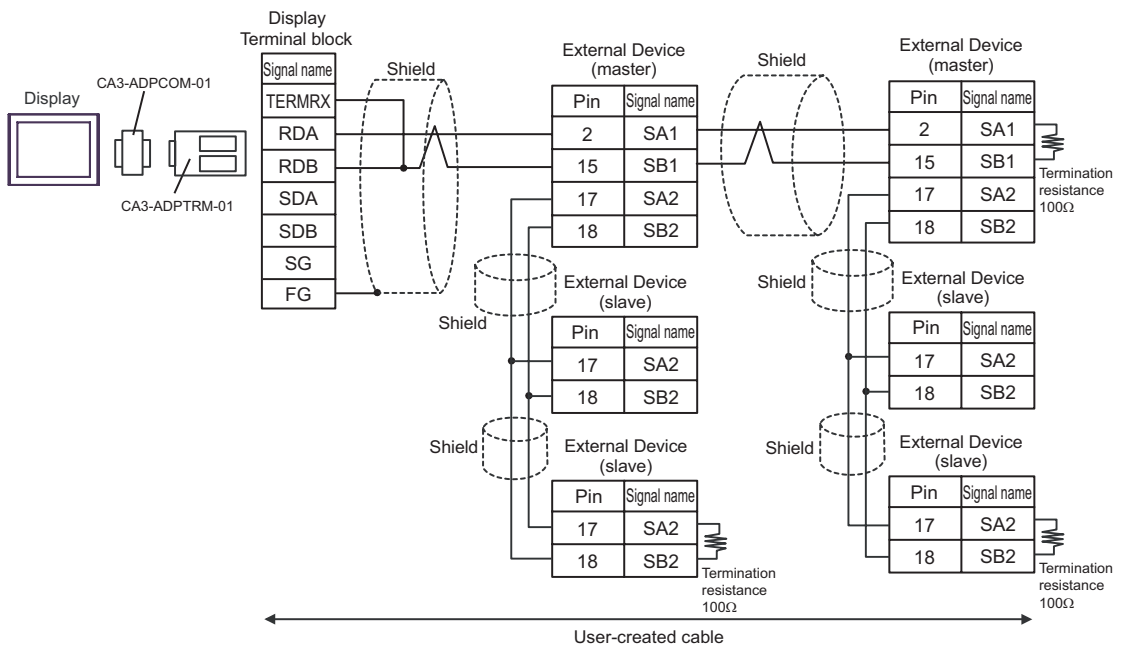 Display
Terminal block
Signal name
TERMRX
RDA
RDB
SDA
SDB
SG
FG
Display
CA3-ADPCOM-01
CA3-ADPTRM-01
Shield
External Device
(master)
Pin Signal name
2 SA1
15 SB1
17 SA2
18 SB2
Shield
External Device
(master)
Pin Signal name
2 SA1
15 SB1
17 SA2
18 SB2
Termination
resistance
100Ω
Shield
External Device
(slave)
Pin Signal name
17 SA2
18 SB2
Shield
External Device
(slave)
Pin Signal name
17 SA2
18 SB2
Shield
External Device
(slave)
Pin Signal name
17 SA2
18 SB2
Termination
resistance
100Ω
Shield
External Device
(slave)
Pin Signal name
17 SA2
18 SB2
Termination
resistance
100Ω
User-created cable